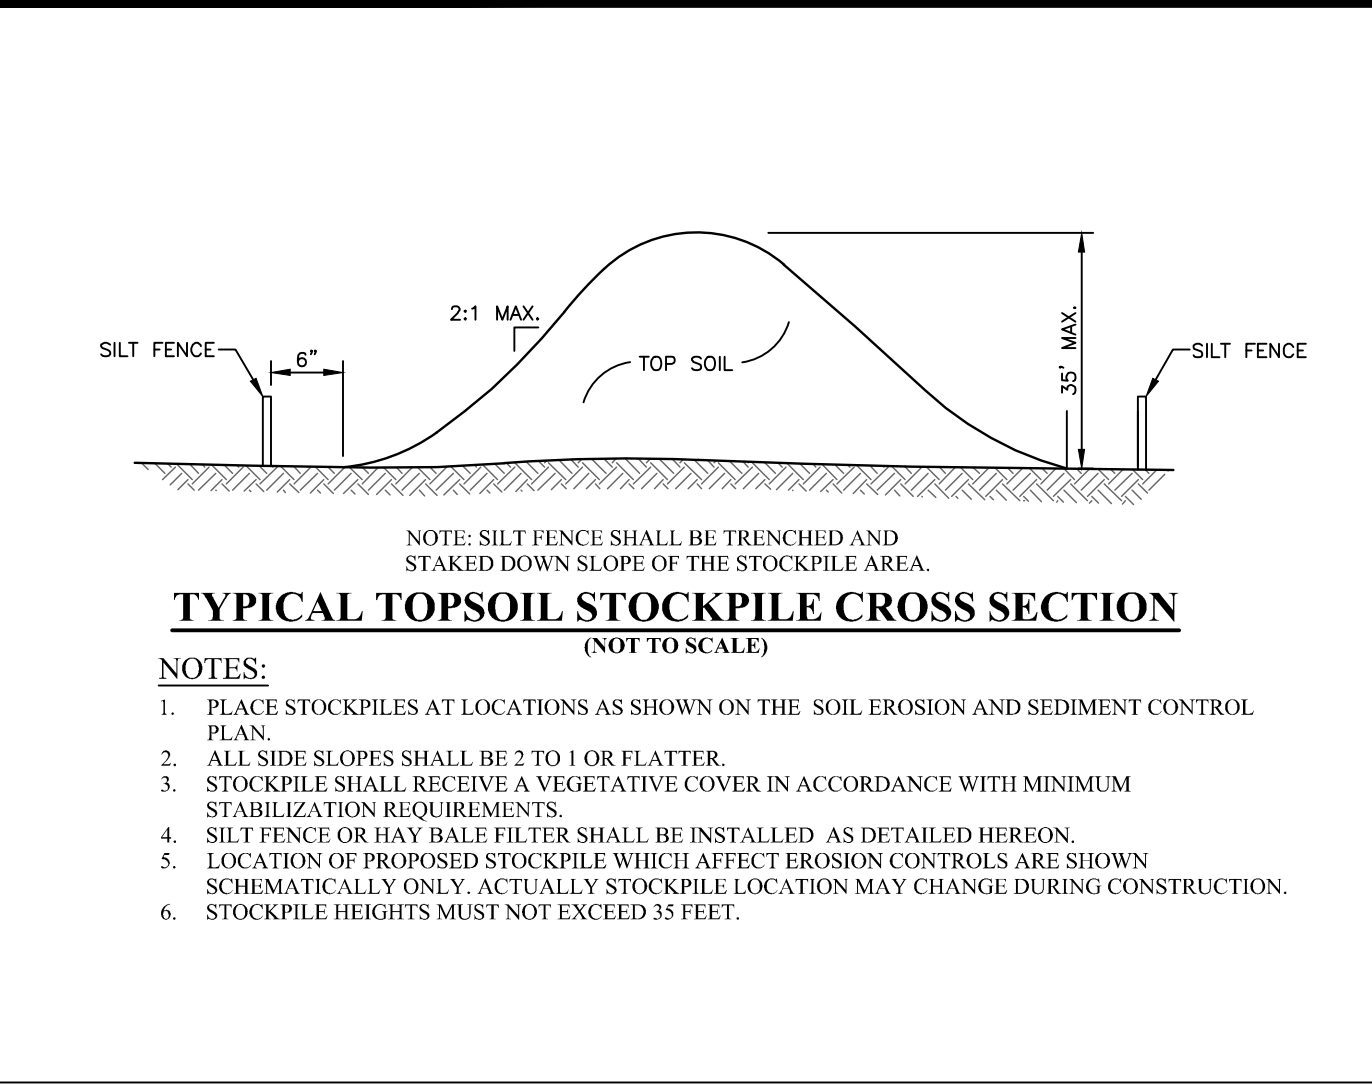 2:1 MAX.
SILT FENCE
6”
TOP SOIL
35' MAX.
SILT FENCE
NOTE: SILT FENCE SHALL BE TRENCHED AND
STAKED DOWN SLOPE OF THE STOCKPILE AREA.
TYPICAL TOPSOIL STOCKPILE CROSS SECTION
(NOT TO SCALE)
NOTES:
1. PLACE STOCKPILES AT LOCATIONS AS SHOWN ON THE SOIL EROSION AND SEDIMENT CONTROL
PLAN.
2. ALL SIDE SLOPES SHALL BE 2 TO 1 OR FLATTER.
3. STOCKPILE SHALL RECEIVE A VEGETATIVE COVER IN ACCORDANCE WITH MINIMUM
STABILIZATION REQUIREMENTS.
4. SILT FENCE OR HAY BALE FILTER SHALL BE INSTALLED AS DETAILED HEREON.
5. LOCATION OF PROPOSED STOCKPILE WHICH AFFECT EROSION CONTROLS ARE SHOWN
SCHEMATICALLY ONLY. ACTUALLY STOCKPILE LOCATION MAY CHANGE DURING CONSTRUCTION.
6. STOCKPILE HEIGHTS MUST NOT EXCEED 35 FEET.